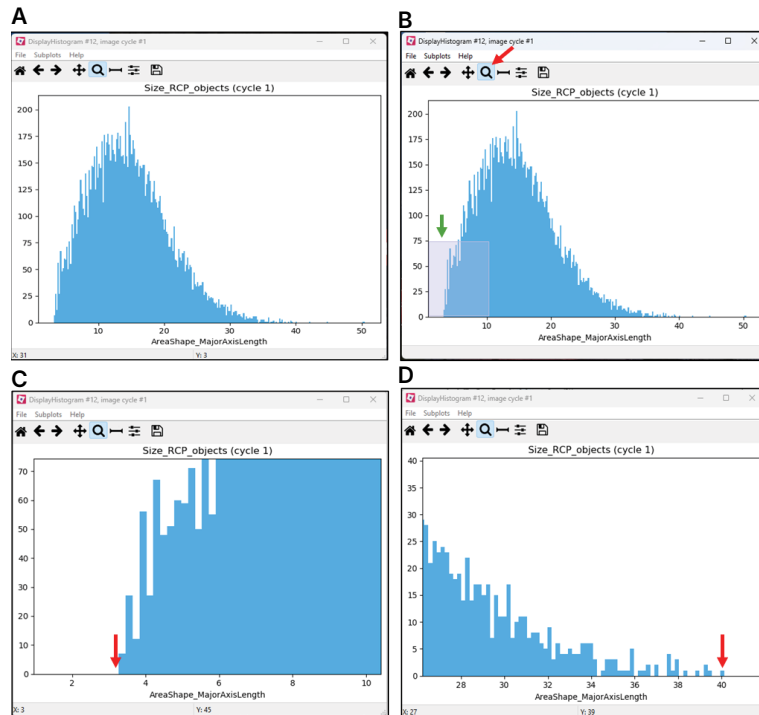 A
DisplayHistogram #12, image cycle #1
File Subplots Help
Size_RCP_objects (cycle 1)
200
175
150
125
100
75
50
25
0
10 20 30 40 50
AreaShape_MajorAxisLength
X: 31 Y: 3
B
DisplayHistogram #12, image cycle #1
File Subplots Help
Size_RCP_objects (cycle 1)
200
175
150
125
100
75
50
25
0
10 20 30 40 50
AreaShape_MajorAxisLength
C
DisplayHistogram #12, image cycle #1
File Subplots Help
Size_RCP_objects (cycle 1)
70
60
50
40
30
20
10
0
2 4 6 8 10
AreaShape_MajorAxisLength
X: 3 Y: 45
D
DisplayHistogram #12, image cycle #1
File Subplots Help
Size_RCP_objects (cycle 1)
40
35
30
25
20
15
10
5
0
28 30 32 34 36 38 40
AreaShape_MajorAxisLength
X: 27 Y: 39